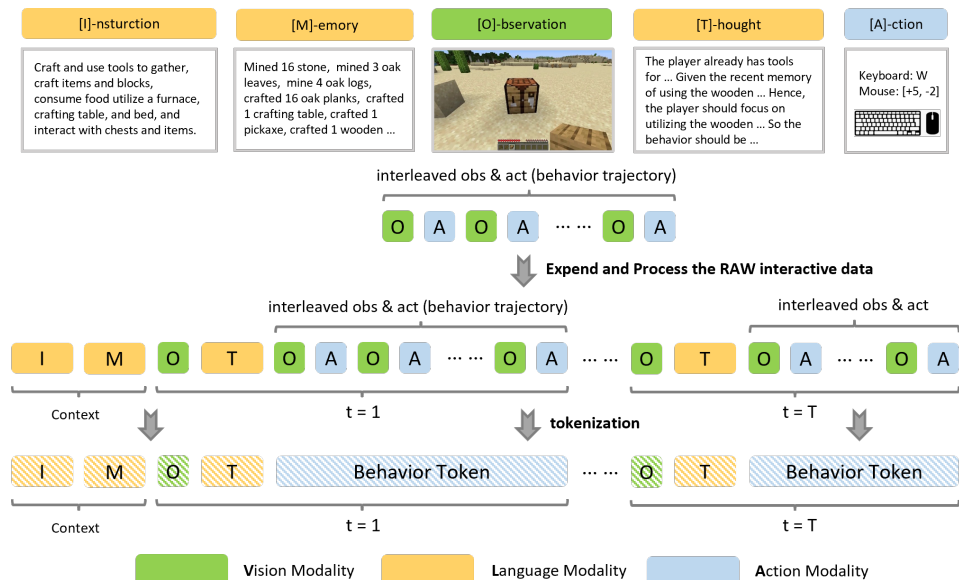 [I]-nsturction
[M]-emory
[O]-bservation
[T]-hought
[A]-ction
Craft and use tools to gather,
craft items and blocks,
consume food utilize a furnace,
crafting table, and bed, and
interact with chests and items.
Mined 16 stone, mined 3 oak
leaves, mine 4 oak logs,
crafted 16 oak planks, crafted
1 crafting table, crafted 1
pickaxe, crafted 1 wooden ...
The player already has tools
for ... Given the recent memory
of using the wooden ... Hence,
the player should focus on
utilizing the wooden ... So the
behavior should be ...
Keyboard: W
Mouse: [+5, -2]
interleaved obs & act (behavior trajectory)
O A O A ... ... O A
Expend and Process the RAW interactive data
interleaved obs & act (behavior trajectory)
interleaved obs & act
I M O T O A O A ... ... O A ... ... O T O A ... ... O A
Context
t = 1
t = T
tokenization
I M O T Behavior Token ... ... O T Behavior Token
Context
t = 1
t = T
Vision Modality
Language Modality
Action Modality